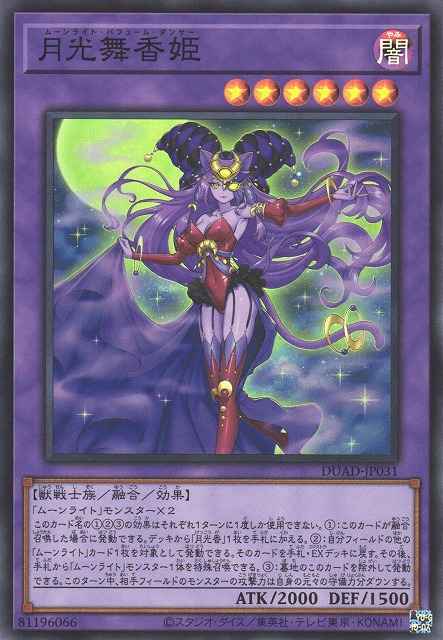 ムーンライト・パフューム・ダンサー
月光舞香姫
闇
DUAD-JP031
【獣戦士族／融合／効果】
「ムーンライト」モンスター×2
このカード名の①②③の効果はそれぞれ1ターンに1度しか使用できない。①：このカードが融合
召喚した場合に発動できる。デッキから「月光香」1枚を手札に加える。②：自分フィールドの他の
「ムーンライト」カード1枚を対象として発動できる。そのカードを手札・EXデッキに戻す。その後、
手札から「ムーンライト」モンスター1体を特殊召喚できる。③：墓地のこのカードを除外して発動
できる。このターン中、相手フィールドのモンスターの攻撃力は自身の元々の守備力分ダウンする。
ATK/2000 DEF/1500
81196066
©スタジオ・ダイス／集英社・テレビ東京・KONAMI